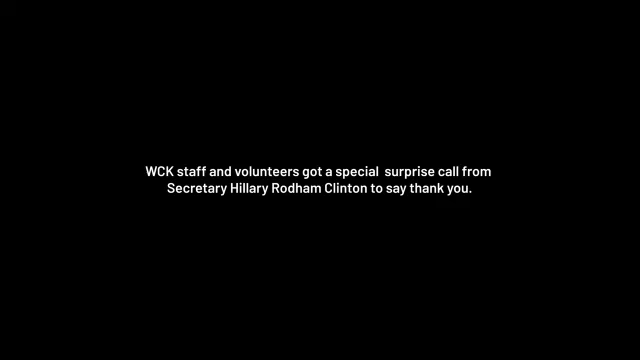 WCK staff and volunteers got a special  surprise call from
Secretary Hillary Rodham Clinton to say thank you.